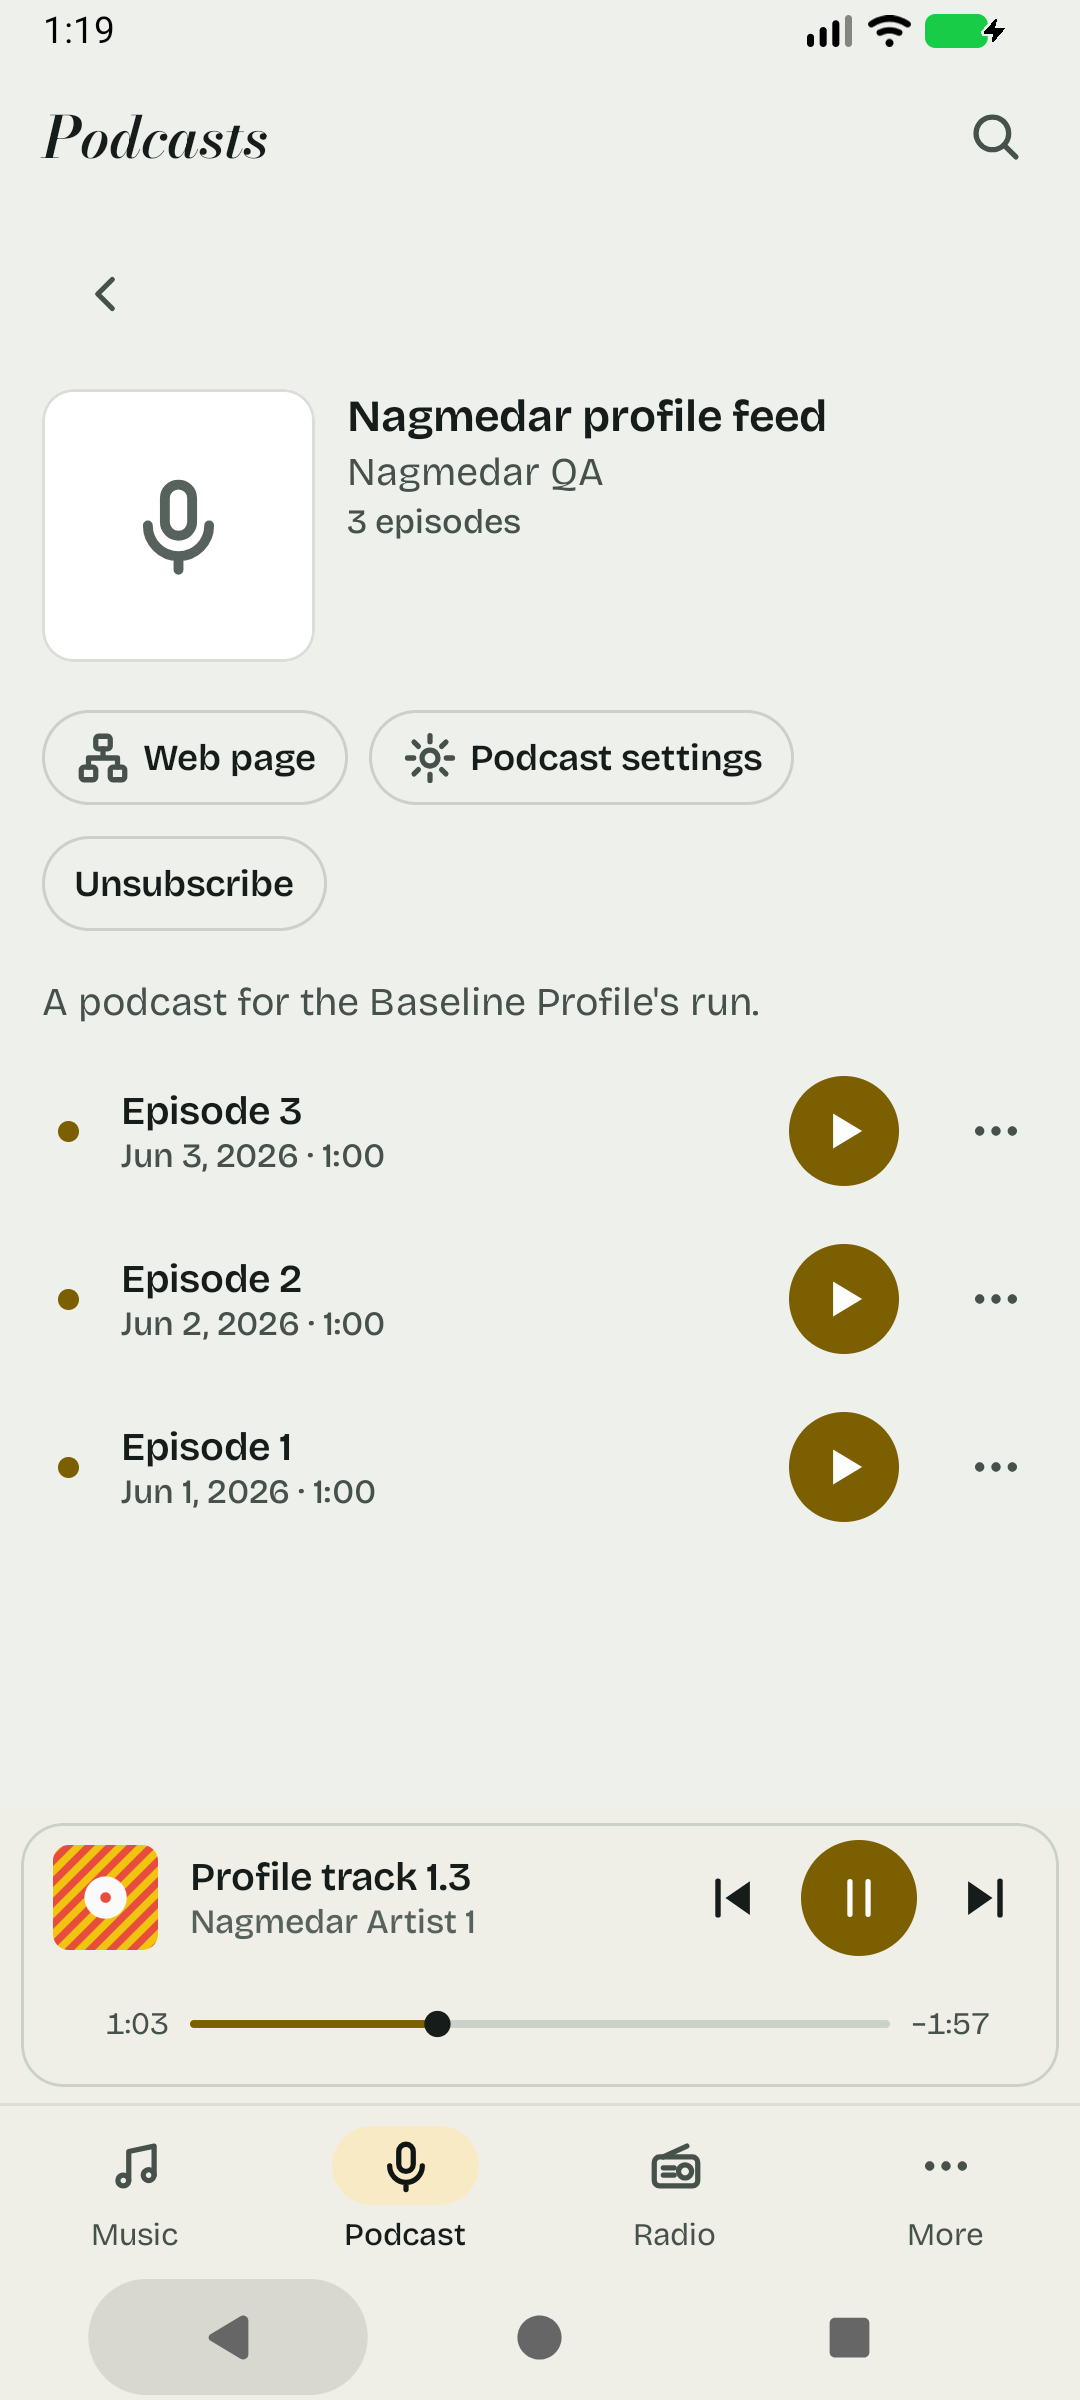 1:19
Podcasts
Nagmedar profile feed
Nagmedar QA
3 episodes
Web page
Podcast settings
Unsubscribe
A podcast for the Baseline Profile's run.
Episode 3
Jun 3, 2026 · 1:00
Episode 2
Jun 2, 2026 · 1:00
Episode 1
Jun 1, 2026 · 1:00
Profile track 1.3
Nagmedar Artist 1
1:03
-1:57
Music
Podcast
Radio
More